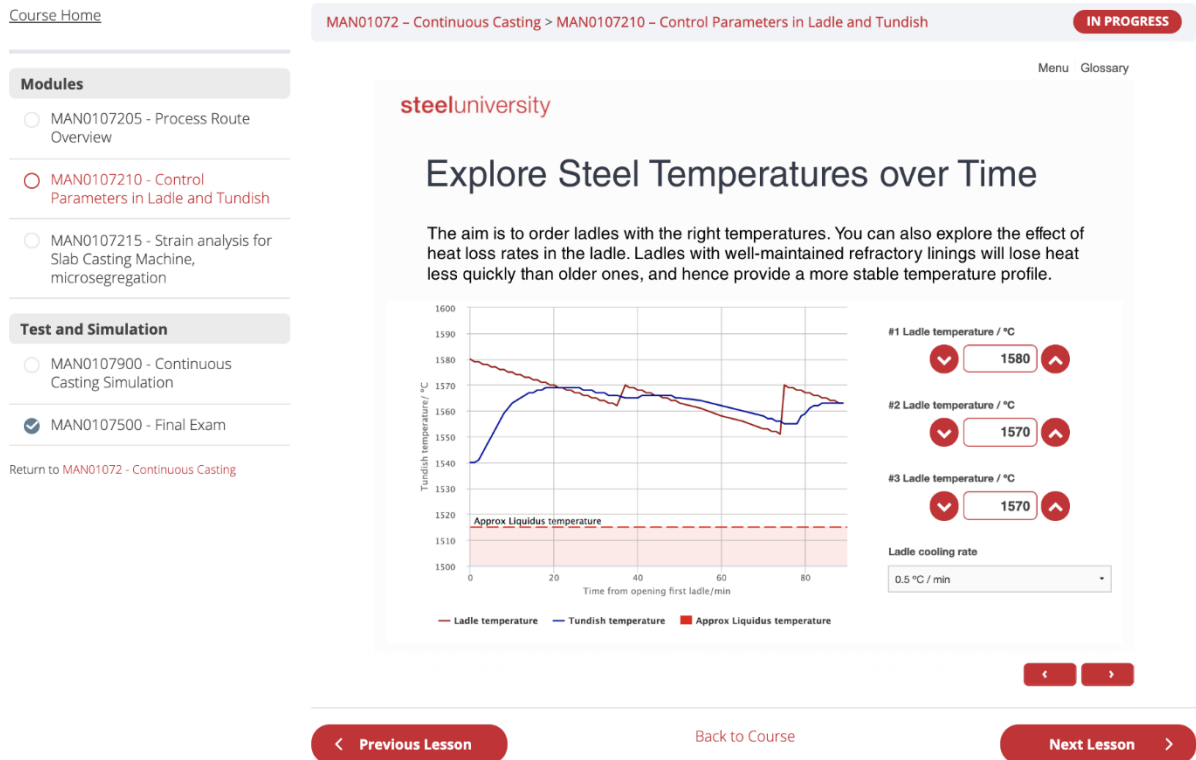 Course Home
MAN01072 – Continuous Casting > MAN0107210 – Control Parameters in Ladle and Tundish
IN PROGRESS
Modules
MAN0107205 - Process Route
Overview
MAN0107210 - Control
Parameters in Ladle and Tundish
MAN0107215 - Strain analysis for
Slab Casting Machine,
microsegregation
Test and Simulation
MAN0107900 - Continuous
Casting Simulation
MAN0107500 - Final Exam
Return to MAN01072 - Continuous Casting
Menu Glossary
steeluniversity
Explore Steel Temperatures over Time
The aim is to order ladles with the right temperatures. You can also explore the effect of
heat loss rates in the ladle. Ladles with well-maintained refractory linings will lose heat
less quickly than older ones, and hence provide a more stable temperature profile.
Tundish temperature/ °C
1600
1590
1580
1570
1560
1550
1540
1530
1520
1510
1500
Approx Liquidus temperature
0 20 40 60 80
Time from opening first ladle/min
Ladle temperature Tundish temperature Approx Liquidus temperature
#1 Ladle temperature / °C
1580
#2 Ladle temperature / °C
1570
#3 Ladle temperature / °C
1570
Ladle cooling rate
0.5 °C / min
Previous Lesson
Back to Course
Next Lesson